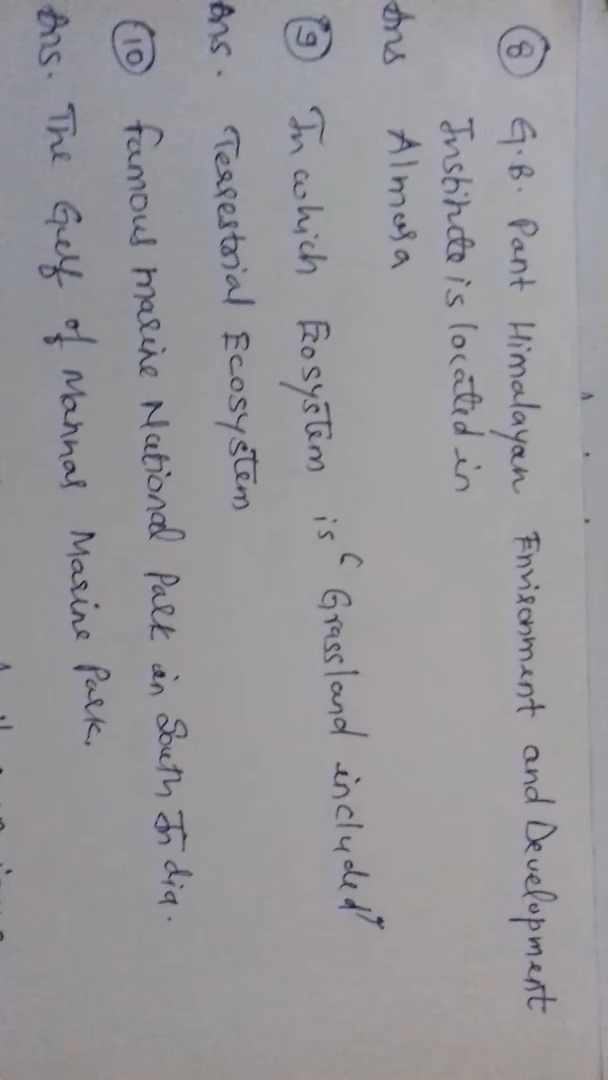 ⑧ G.B. Pant Himalayan Environment and Development
Institute is located in
Ans Almora
⑨ In which Ecosystem is "Grassland included"
Ans. Terrestorial Ecosystem
⑩ famous marine National Park in South India.
Ans. The Gulf of Mannar Marine Park.